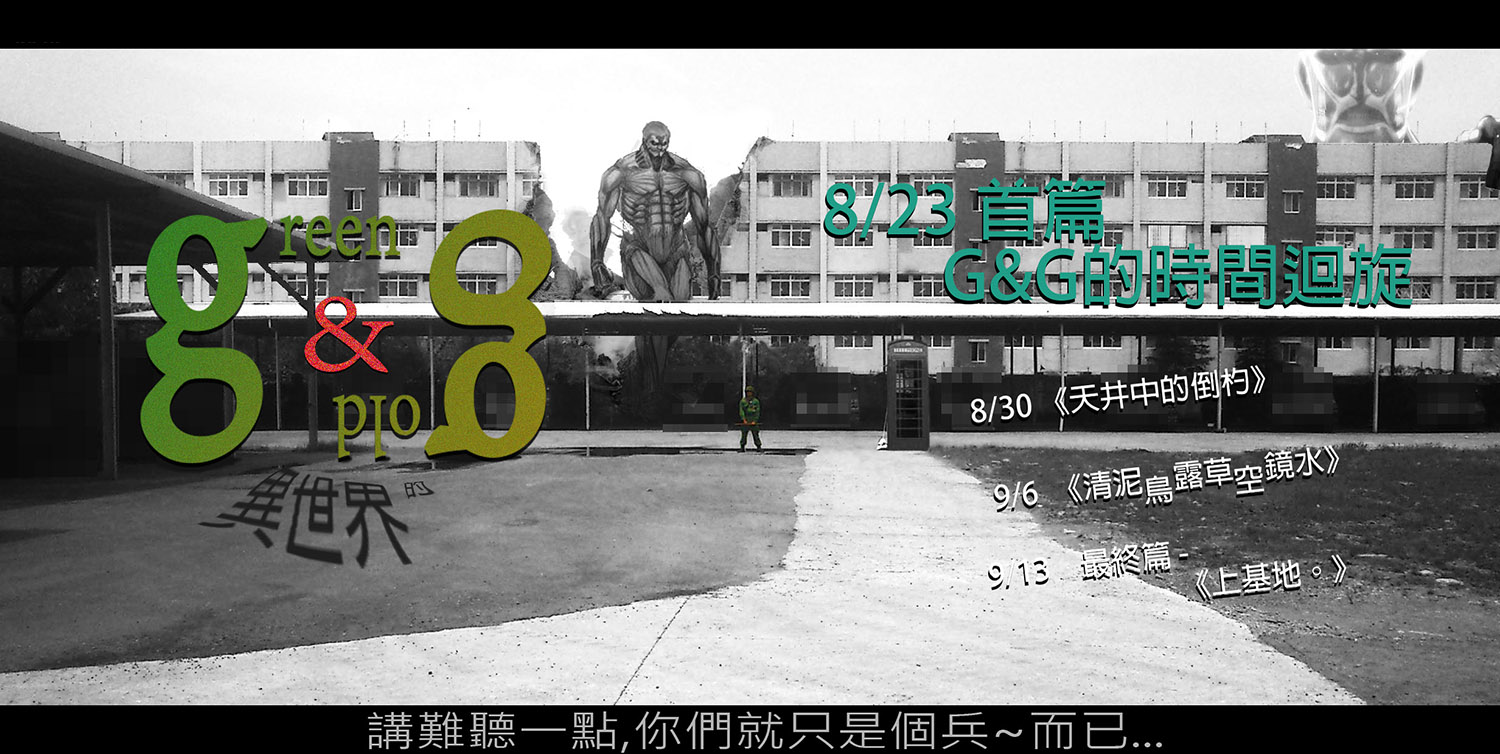 green
&
gold
異世界的
8/23 首篇
G&G的時間迴旋
8/30 《天井中的倒杓》
9/6 《清泥鳥露草空鏡水》
9/13 最終篇-《上基地。》
講難聽一點,你們就只是個兵~而已...